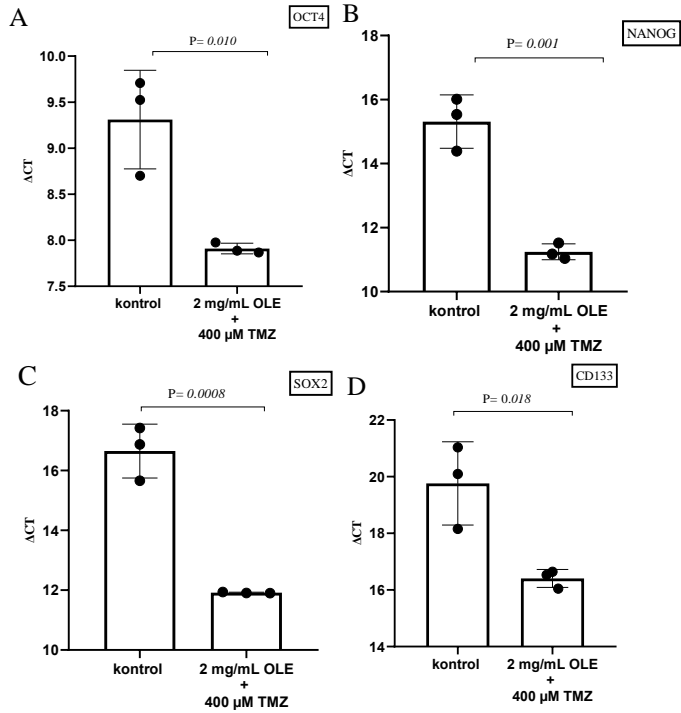 A
OCT4
P= 0.010
ΔCT
10.0
9.5
9.0
8.5
8.0
7.5
kontrol
2 mg/mL OLE
+
400 µM TMZ
B
NANOG
P= 0.001
ΔCT
18
16
14
12
10
kontrol
2 mg/mL OLE
+
400 µM TMZ
C
SOX2
P= 0.0008
ΔCT
18
16
14
12
10
kontrol
2 mg/mL OLE
+
400 µM TMZ
D
CD133
P= 0.018
ΔCT
22
20
18
16
14
kontrol
2 mg/mL OLE
+
400 µM TMZ